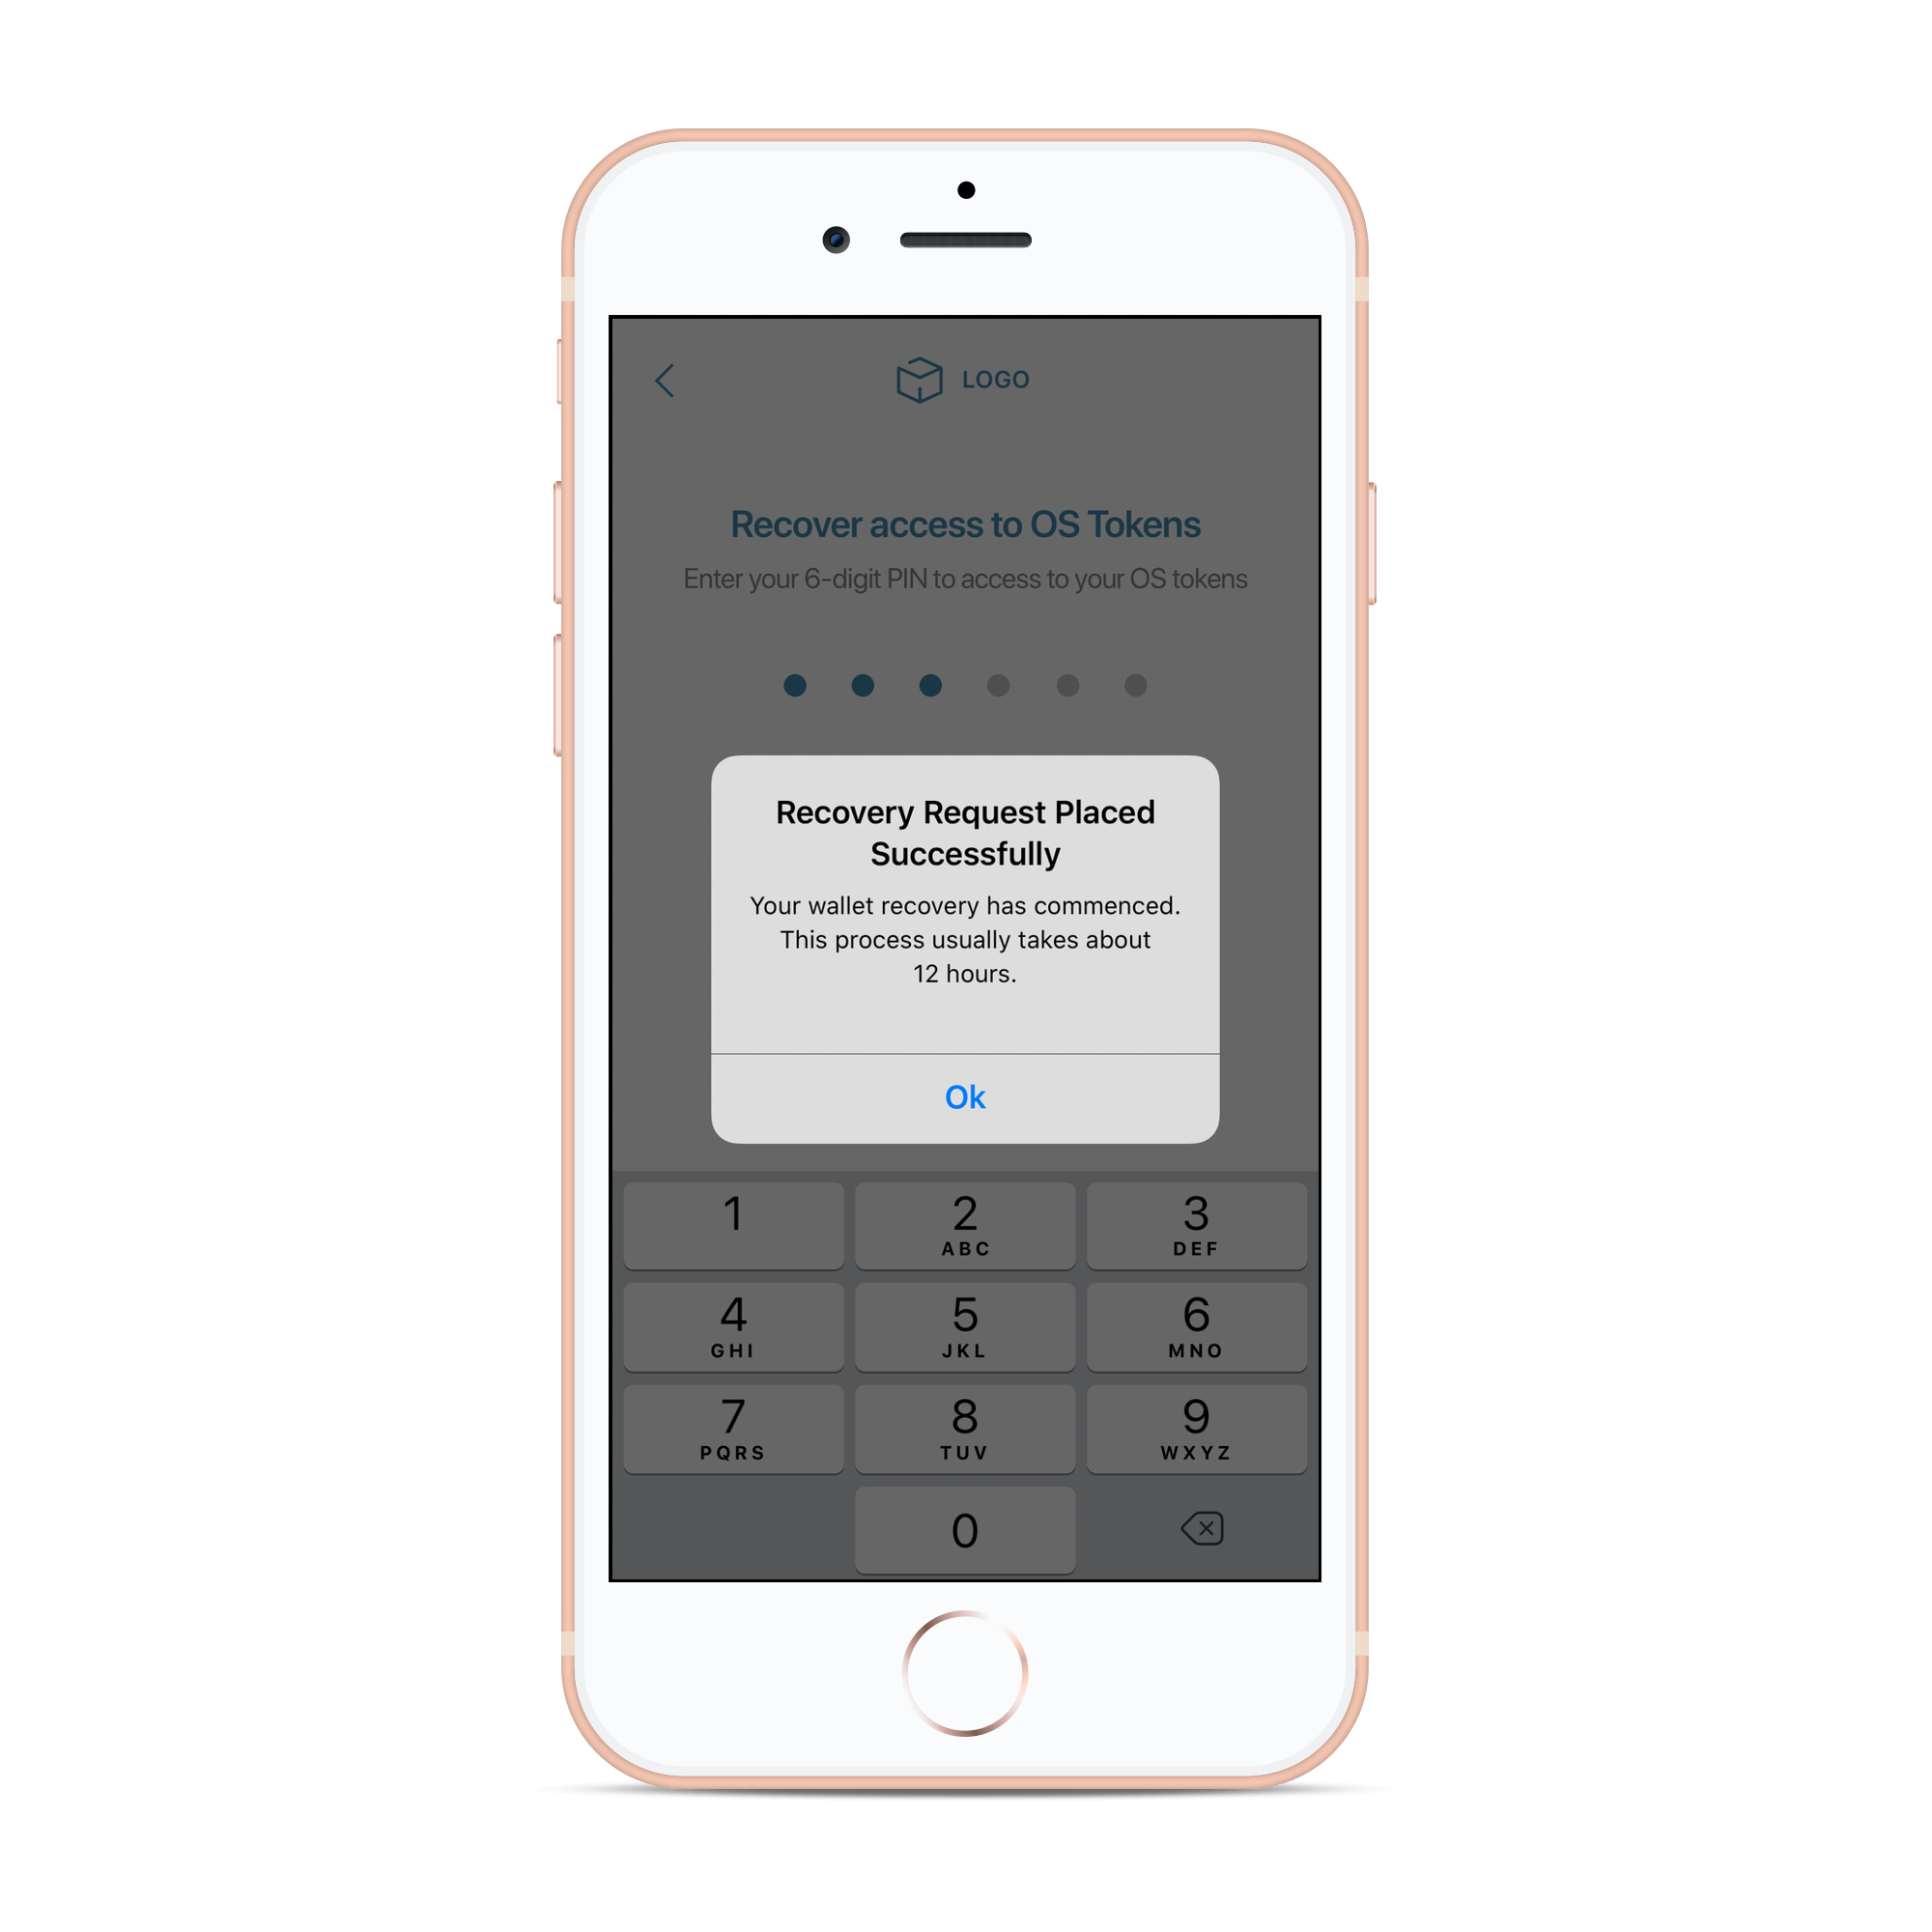 LOGO
Recover access to OS Tokens
Enter your 6-digit PIN to access to your OS tokens
Recovery Request Placed
Successfully
Your wallet recovery has commenced.
This process usually takes about
12 hours.
Ok
1 2 3
ABC DEF
4 5 6
GHI JKL MNO
7 8 9
PQRS TUV WXYZ
0